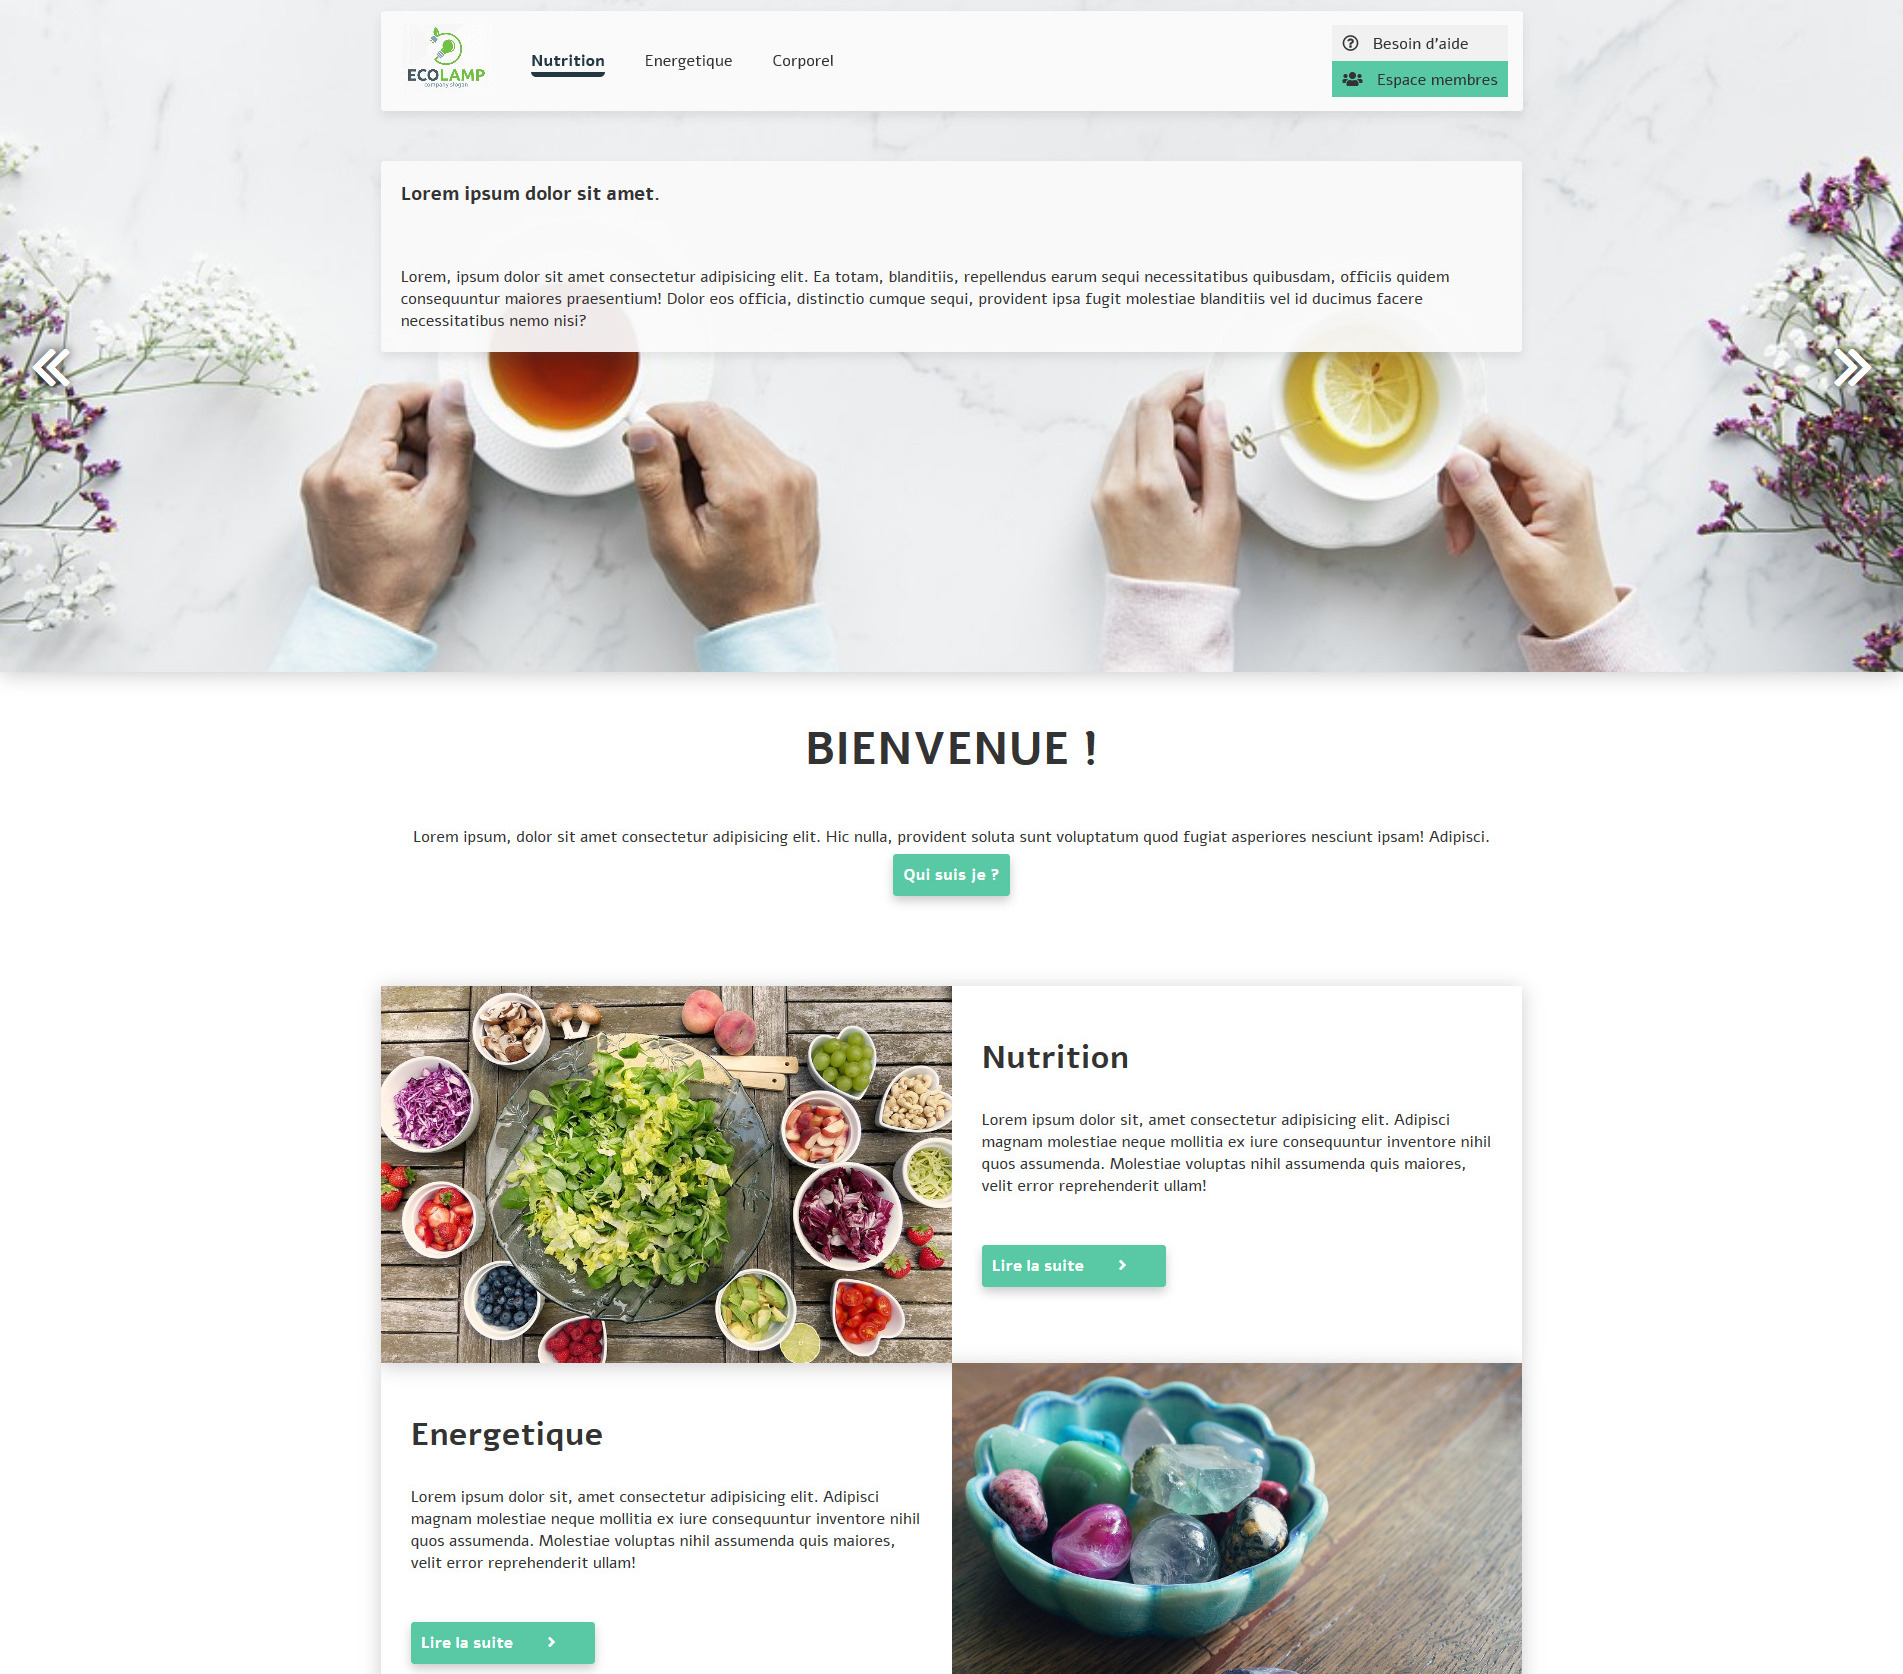 ECOLAMP
company slogan
Nutrition
Energetique
Corporel
Besoin d'aide
Espace membres
Lorem ipsum dolor sit amet.
Lorem, ipsum dolor sit amet consectetur adipisicing elit. Ea totam, blanditiis, repellendus earum sequi necessitatibus quibusdam, officiis quidem
consequuntur maiores praesentium! Dolor eos officia, distinctio cumque sequi, provident ipsa fugit molestiae blanditiis vel id ducimus facere
necessitatibus nemo nisi?
BIENVENUE !
Lorem ipsum, dolor sit amet consectetur adipisicing elit. Hic nulla, provident soluta sunt voluptatum quod fugiat asperiores nesciunt ipsam! Adipisci.
Qui suis je ?
Nutrition
Lorem ipsum dolor sit, amet consectetur adipisicing elit. Adipisci
magnam molestiae neque mollitia ex iure consequuntur inventore nihil
quos assumenda. Molestiae voluptas nihil assumenda quis maiores,
velit error reprehenderit ullam!
Lire la suite
Energetique
Lorem ipsum dolor sit, amet consectetur adipisicing elit. Adipisci
magnam molestiae neque mollitia ex iure consequuntur inventore nihil
quos assumenda. Molestiae voluptas nihil assumenda quis maiores,
velit error reprehenderit ullam!
Lire la suite